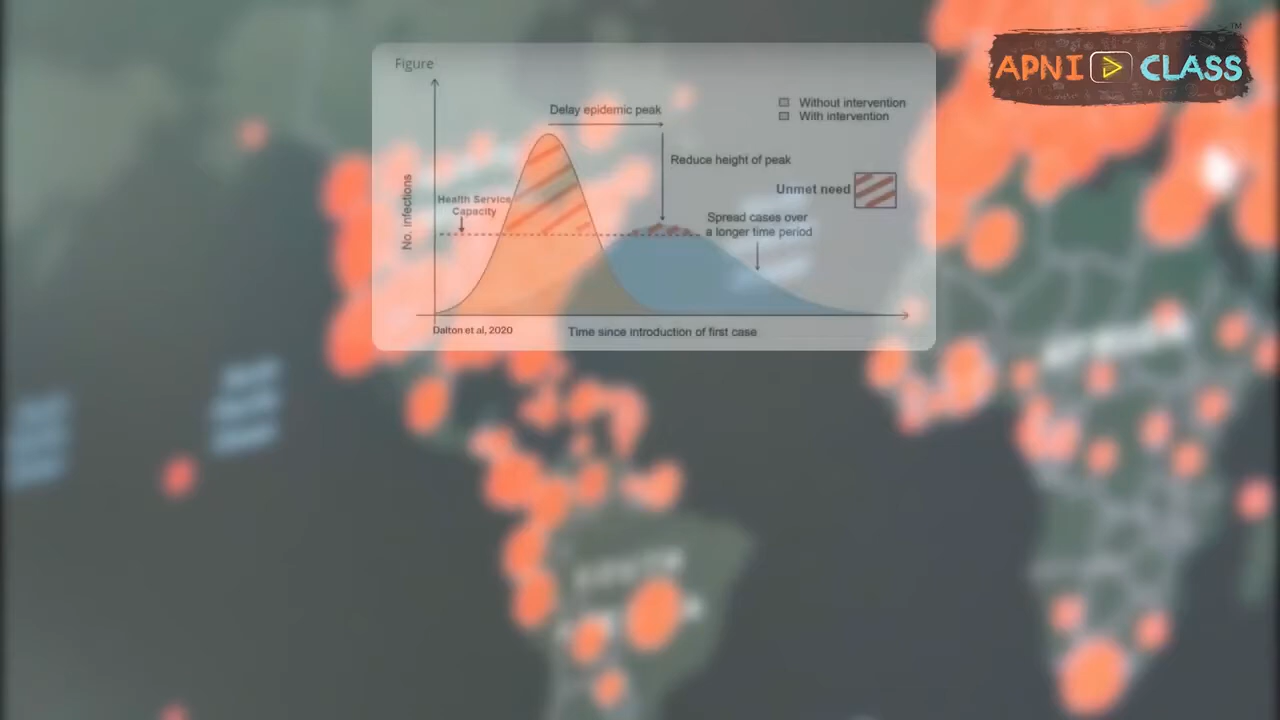 APNI CLASS
TM
Figure
Delay epidemic peak
Without intervention
With intervention
Reduce height of peak
Unmet need
Health Service
Capacity
Spread cases over
a longer time period
No. infections
Dalton et al, 2020
Time since introduction of first case